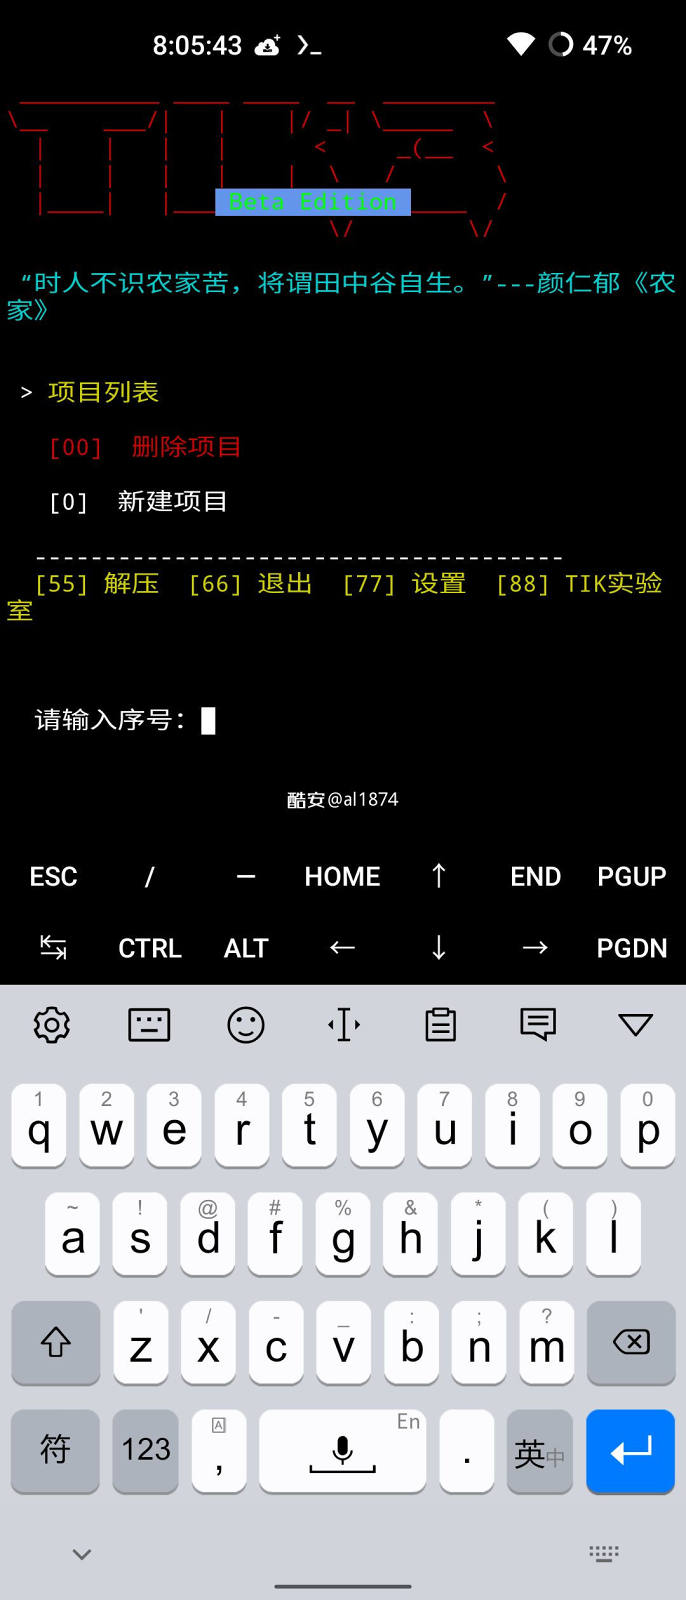 8:05:43 47%
Beta Edition
“时人不识农家苦，将谓田中谷自生。”---颜仁郁《农
家》
> 项目列表
[00] 删除项目
[0] 新建项目
--------------------------------------
[55] 解压 [66] 退出 [77] 设置 [88] TIK实验
室
请输入序号：
酷安@al1874
ESC / — HOME ↑ END PGUP
↹ CTRL ALT ← ↓ → PGDN
1 2 3 4 5 6 7 8 9 0
q w e r t y u i o p
~ ! @ # % & * ( )
a s d f g h j k l
' / - _ : ; ?
z x c v b n m
A En
符 123 , . 英中